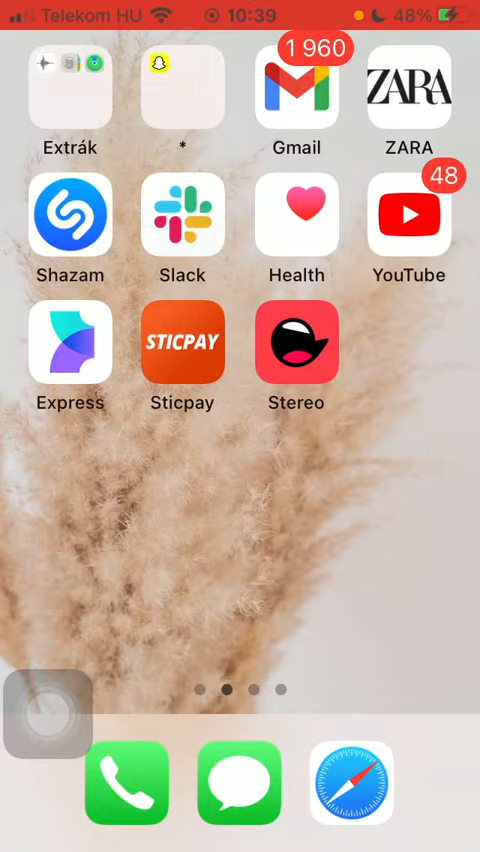 Telekom HU 10:39 48%
1 960
Extrák * Gmail ZARA
ZARA
48
Shazam Slack Health YouTube
STICPAY
Express Sticpay Stereo